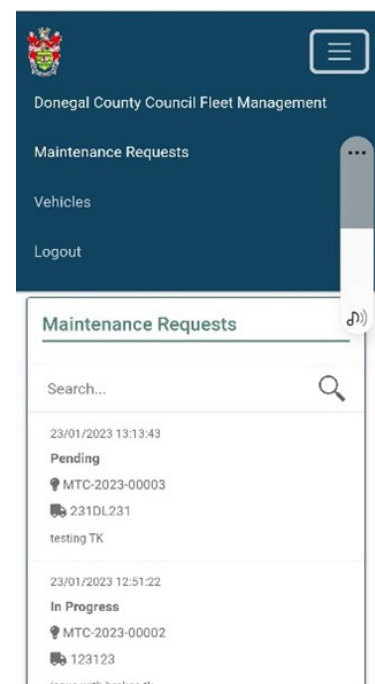 Donegal County Council Fleet Management
Maintenance Requests
Vehicles
Logout
Maintenance Requests
Search...
23/01/2023 13:13:43
Pending
MTC-2023-00003
231DL231
testing TK
23/01/2023 12:51:22
In Progress
MTC-2023-00002
123123